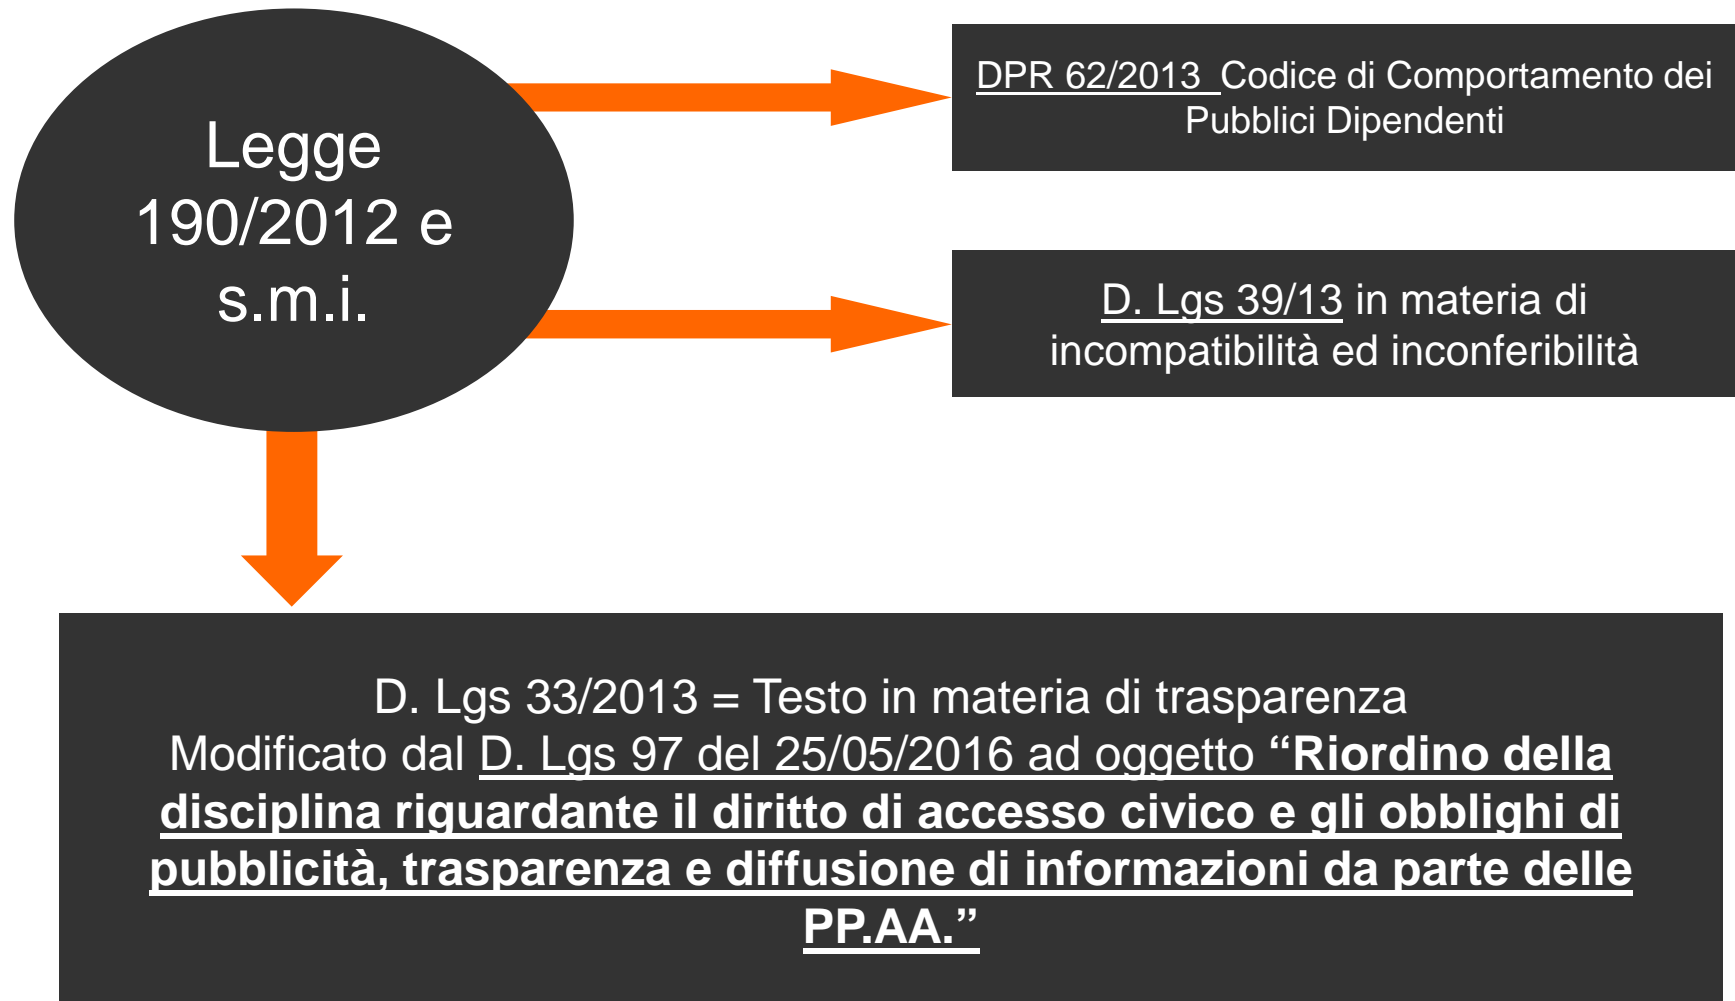 Legge
190/2012 e
s.m.i.
DPR 62/2013 Codice di Comportamento dei
Pubblici Dipendenti
D. Lgs 39/13 in materia di
incompatibilità ed inconferibilità
D. Lgs 33/2013 = Testo in materia di trasparenza
Modificato dal D. Lgs 97 del 25/05/2016 ad oggetto “Riordino della
disciplina riguardante il diritto di accesso civico e gli obblighi di
pubblicità, trasparenza e diffusione di informazioni da parte delle
PP.AA.”